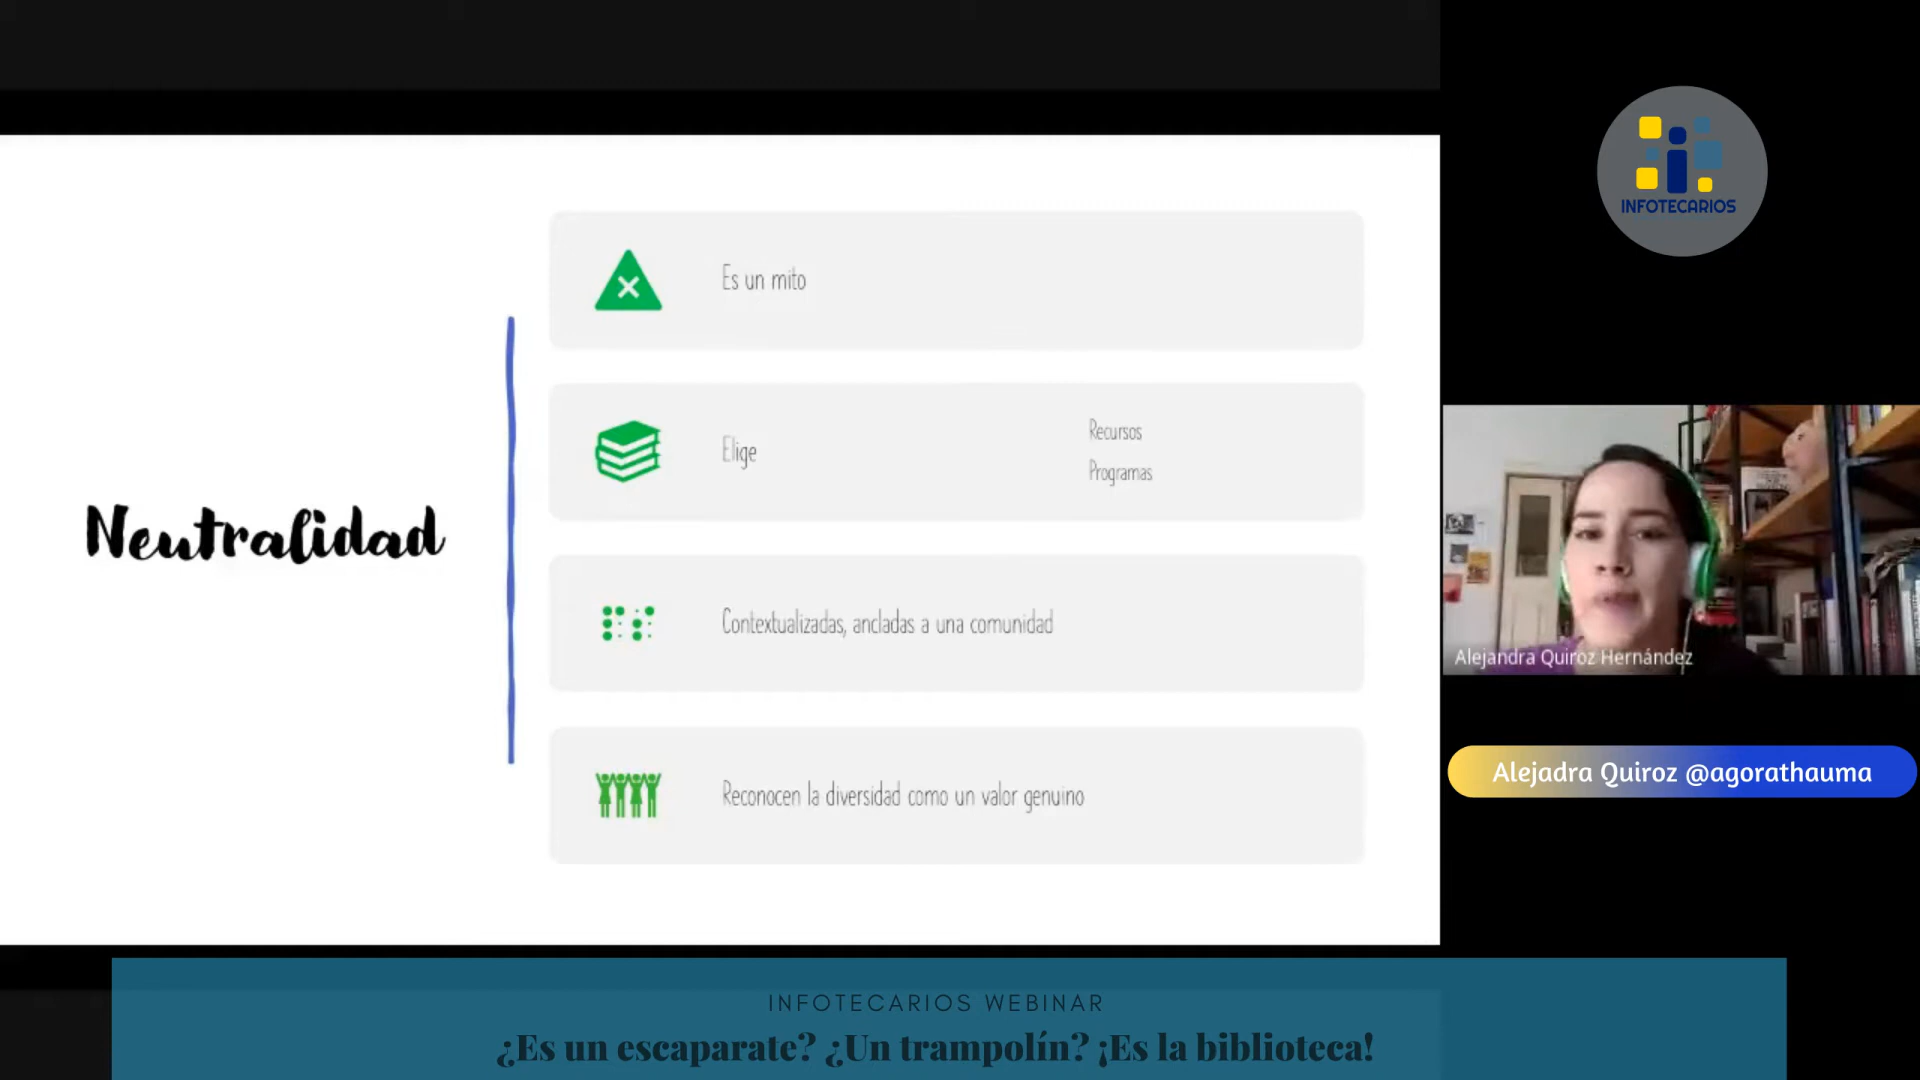 INFOTECARIOS
Neutralidad
Es un mito
Elige
Recursos
Programas
Contextualizadas, ancladas a una comunidad
Reconocen la diversidad como un valor genuino
Alejandra Quiroz Hernández
Alejadra Quiroz @agorathauma
INFOTECARIOS WEBINAR
¿Es un escaparate? ¿Un trampolín? ¡Es la biblioteca!